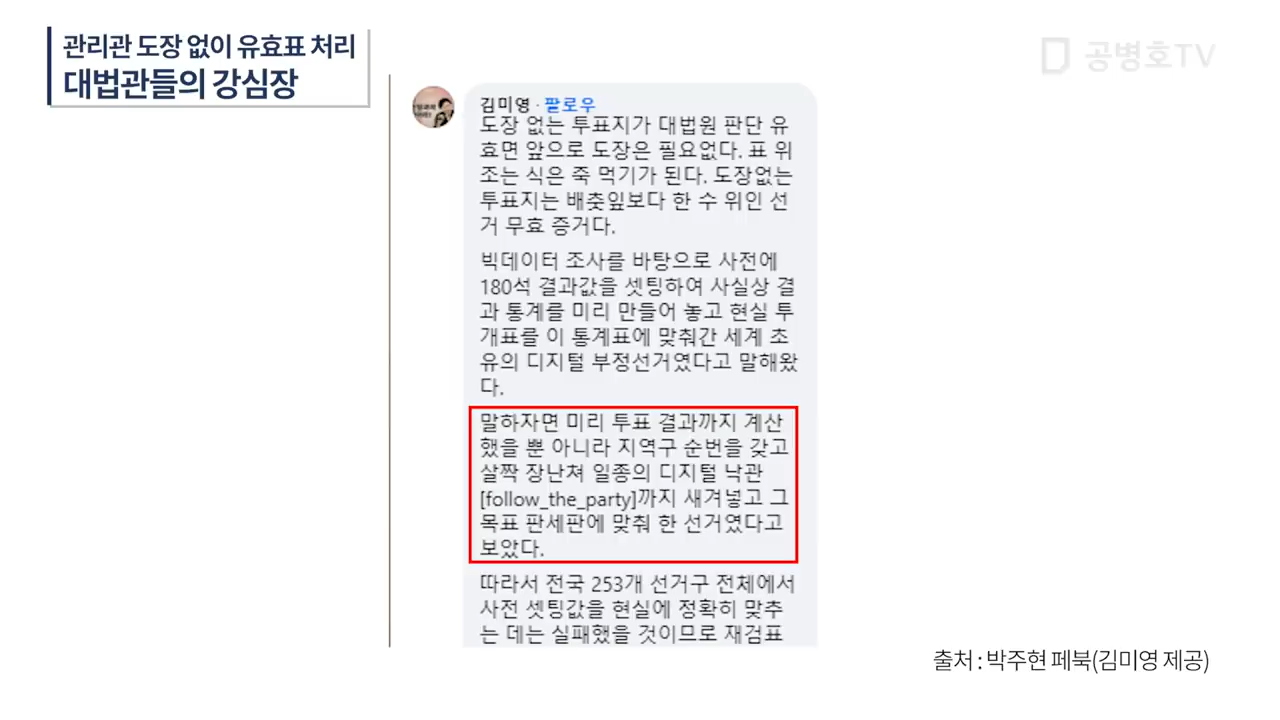 관리관 도장 없이 유효표 처리
대법관들의 강심장
공병호TV
김미영 · 팔로우
도장 없는 투표지가 대법원 판단 유
효면 앞으로 도장은 필요없다. 표 위
조는 식은 죽 먹기가 된다. 도장없는
투표지는 배춧잎보다 한 수 위인 선
거 무효 증거다.
빅데이터 조사를 바탕으로 사전에
180석 결과값을 셋팅하여 사실상 결
과 통계를 미리 만들어 놓고 현실 투
개표를 이 통계표에 맞춰간 세계 초
유의 디지털 부정선거였다고 말해왔
다.
말하자면 미리 투표 결과까지 계산
했을 뿐 아니라 지역구 순번을 갖고
살짝 장난쳐 일종의 디지털 낙관
[follow_the_party]까지 새겨넣고 그
목표 판세판에 맞춰 한 선거였다고
보았다.
따라서 전국 253개 선거구 전체에서
사전 셋팅값을 현실에 정확히 맞추
는 데는 실패했을 것이므로 재검표
출처 : 박주현 페북(김미영 제공)